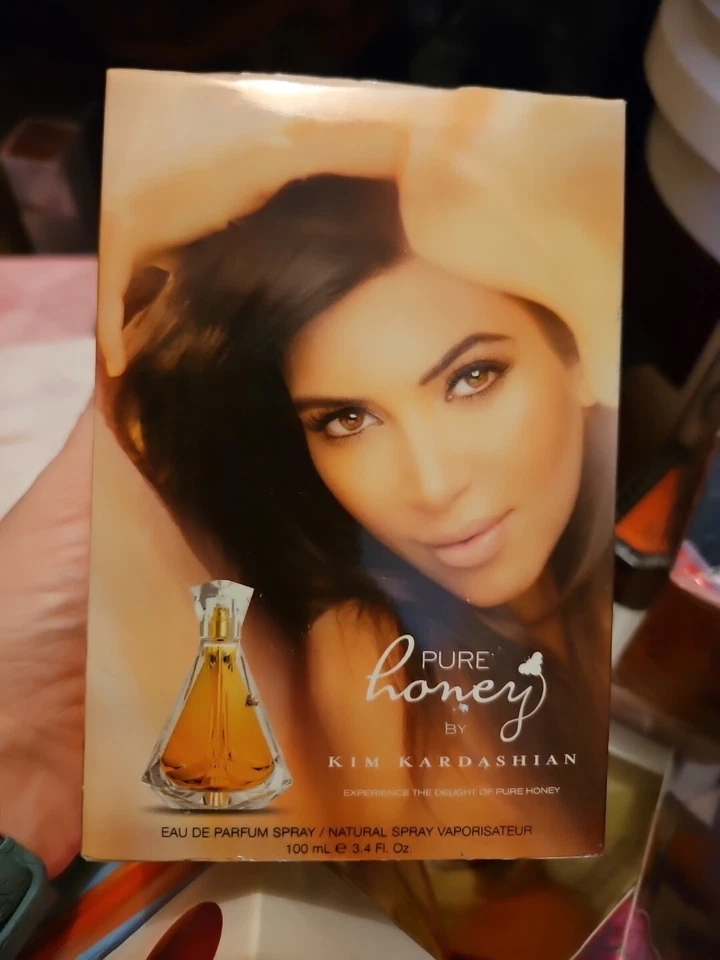 PURE
honey
BY
KIM KARDASHIAN
EXPERIENCE THE DELIGHT OF PURE HONEY
EAU DE PARFUM SPRAY / NATURAL SPRAY VAPORISATEUR
100 mL ℮ 3.4 Fl. Oz.